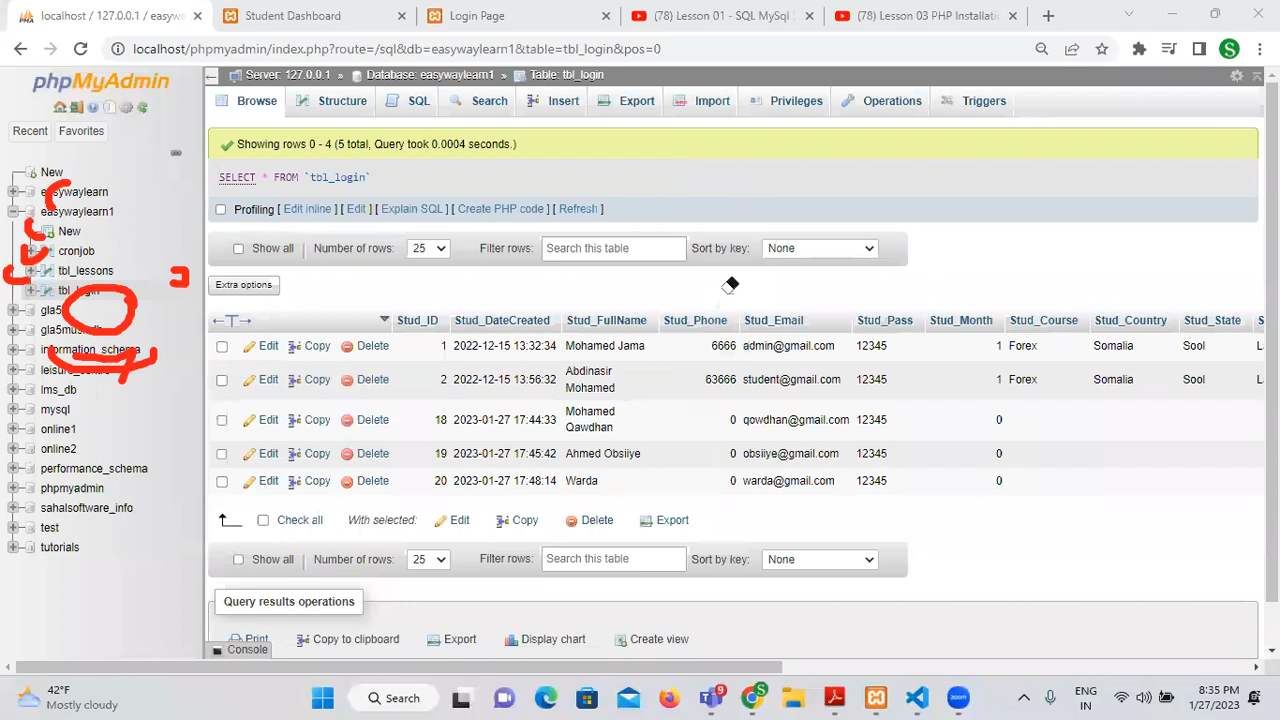 localhost / 127.0.0.1 / easyway
Student Dashboard
Login Page
(78) Lesson 01 - SQL MySql S
(78) Lesson 03 PHP Installatio
localhost/phpmyadmin/index.php?route=/sql&db=easywaylearn1&table=tbl_login&pos=0
S
phpMyAdmin
Recent
Favorites
New
easywaylearn
easywaylearn1
New
cronjob
tbl_lessons
tbl_login
information_schema
lms_db
mysql
online1
online2
performance_schema
phpmyadmin
sahalsoftware_info
test
tutorials
Server: 127.0.0.1 » Database: easywaylearn1 » Table: tbl_login
Browse Structure SQL Search Insert Export Import Privileges Operations Triggers
Showing rows 0 - 4 (5 total, Query took 0.0004 seconds.)
SELECT * FROM `tbl_login`
Profiling [ Edit inline ] [ Edit ] [ Explain SQL ] [ Create PHP code ] [ Refresh ]
Show all Number of rows: 25 Filter rows: Search this table Sort by key: None
Extra options
Stud_ID Stud_DateCreated Stud_FullName Stud_Phone Stud_Email Stud_Pass Stud_Month Stud_Course Stud_Country Stud_State S
Edit Copy Delete 1 2022-12-15 13:32:34 Mohamed Jama 6666 admin@gmail.com 12345 1 Forex Somalia Sool
Edit Copy Delete 2 2022-12-15 13:56:32 Abdinasir Mohamed 63666 student@gmail.com 12345 1 Forex Somalia Sool
Edit Copy Delete 18 2023-01-27 17:44:33 Mohamed Qawdhan 0 qowdhan@gmail.com 12345 0
Edit Copy Delete 19 2023-01-27 17:45:42 Ahmed Obsiiye 0 obsiiye@gmail.com 12345 0
Edit Copy Delete 20 2023-01-27 17:48:14 Warda 0 warda@gmail.com 12345 0
Check all With selected: Edit Copy Delete Export
Show all Number of rows: 25 Filter rows: Search this table Sort by key: None
Query results operations
Print Copy to clipboard Export Display chart Create view
Console
42°F
Mostly cloudy
Search
9
S
zoom
ENG
IN
8:35 PM
1/27/2023